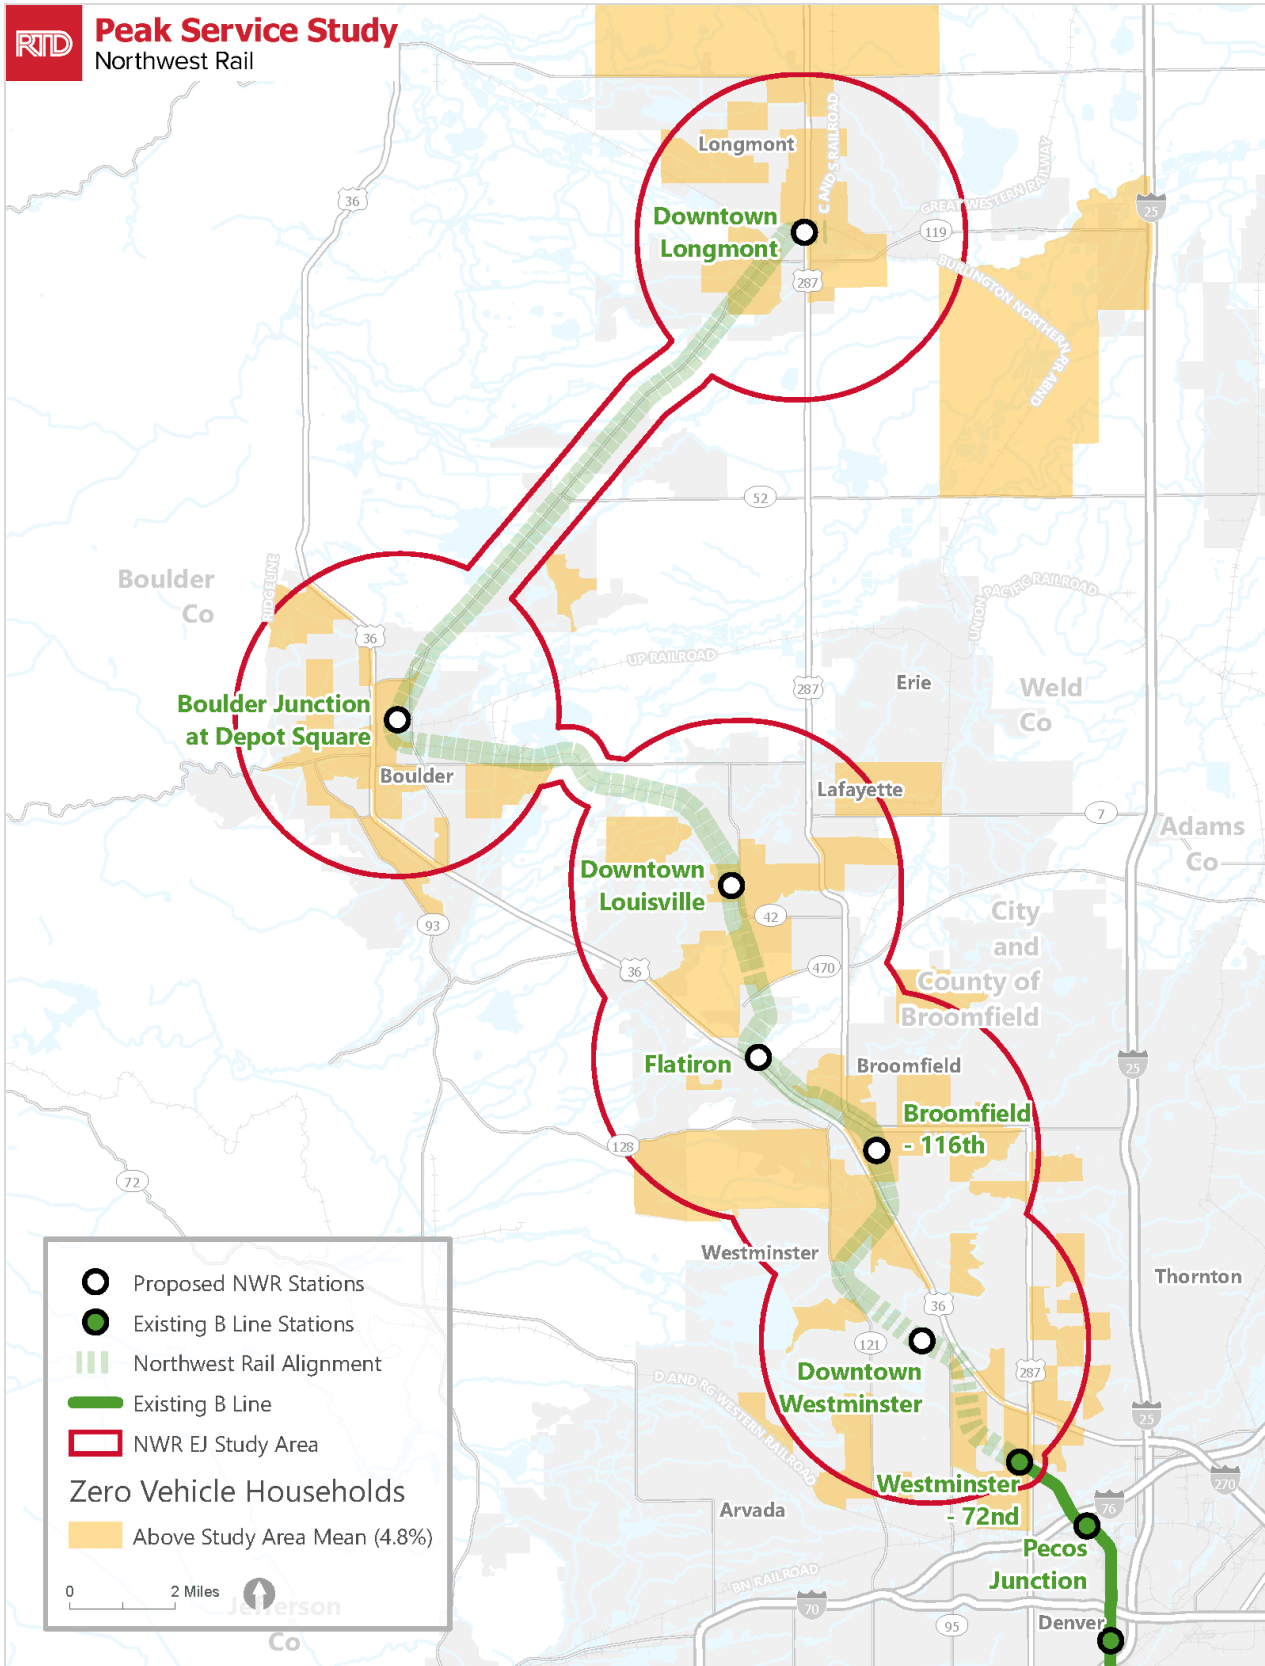 RTD
Peak Service Study
Northwest Rail
Longmont
C AND S RAILROAD
36
GREAT WESTERN RAILWAY
25
Downtown
Longmont
119
287
BURLINGTON NORTHERN
RR ABND
52
Boulder
Co
RIDGELINE
UNION PACIFIC RAILROAD
36
UP RAILROAD
Erie
287
Weld
Co
Boulder Junction
at Depot Square
Boulder
Lafayette
7
Adams
Co
Downtown
Louisville
42
93
City
and
County of
Broomfield
36
470
Flatiron
Broomfield
25
Broomfield
- 116th
128
72
Westminster
Thornton
36
121
Downtown
Westminster
287
D AND RG WESTERN RAILROAD
25
Westminster
- 72nd
270
76
Arvada
Pecos
Junction
BN RAILROAD
70
95
Denver
Proposed NWR Stations
Existing B Line Stations
Northwest Rail Alignment
Existing B Line
NWR EJ Study Area
Zero Vehicle Households
Above Study Area Mean (4.8%)
0
2 Miles
Jefferson
Co